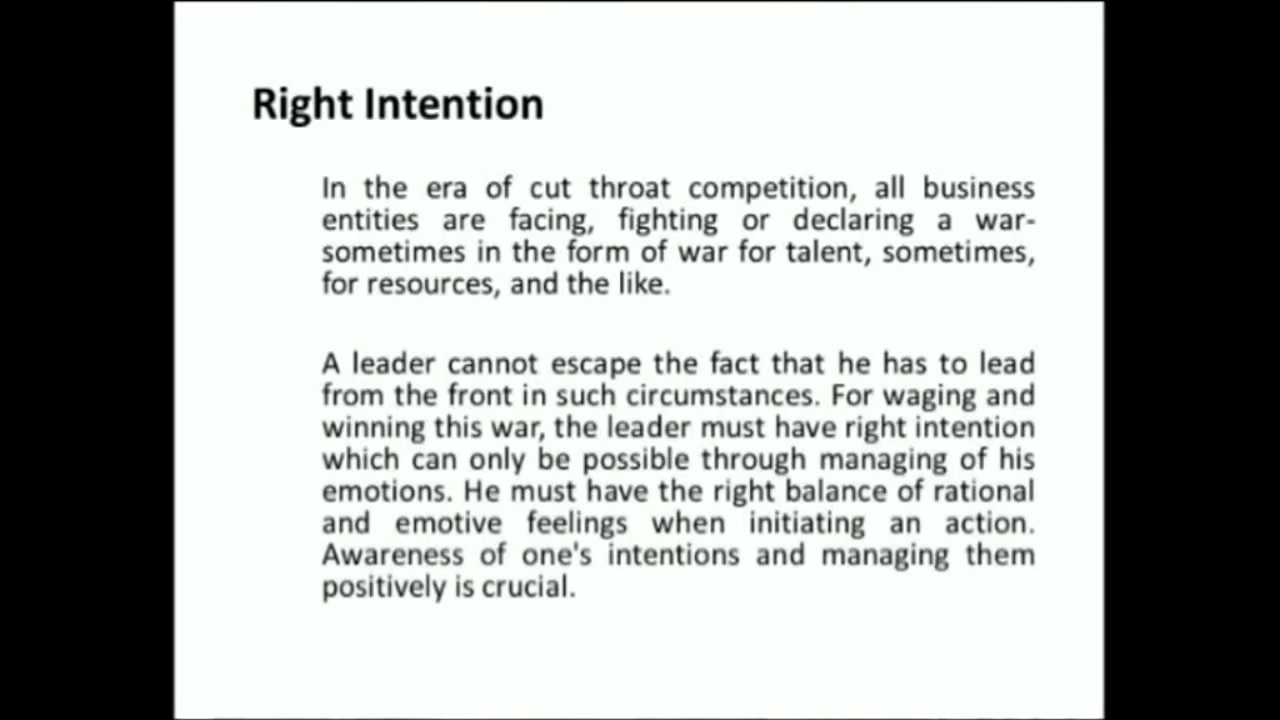 Right Intention
In the era of cut throat competition, all business
entities are facing, fighting or declaring a war-
sometimes in the form of war for talent, sometimes,
for resources, and the like.
A leader cannot escape the fact that he has to lead
from the front in such circumstances. For waging and
winning this war, the leader must have right intention
which can only be possible through managing of his
emotions. He must have the right balance of rational
and emotive feelings when initiating an action.
Awareness of one's intentions and managing them
positively is crucial.